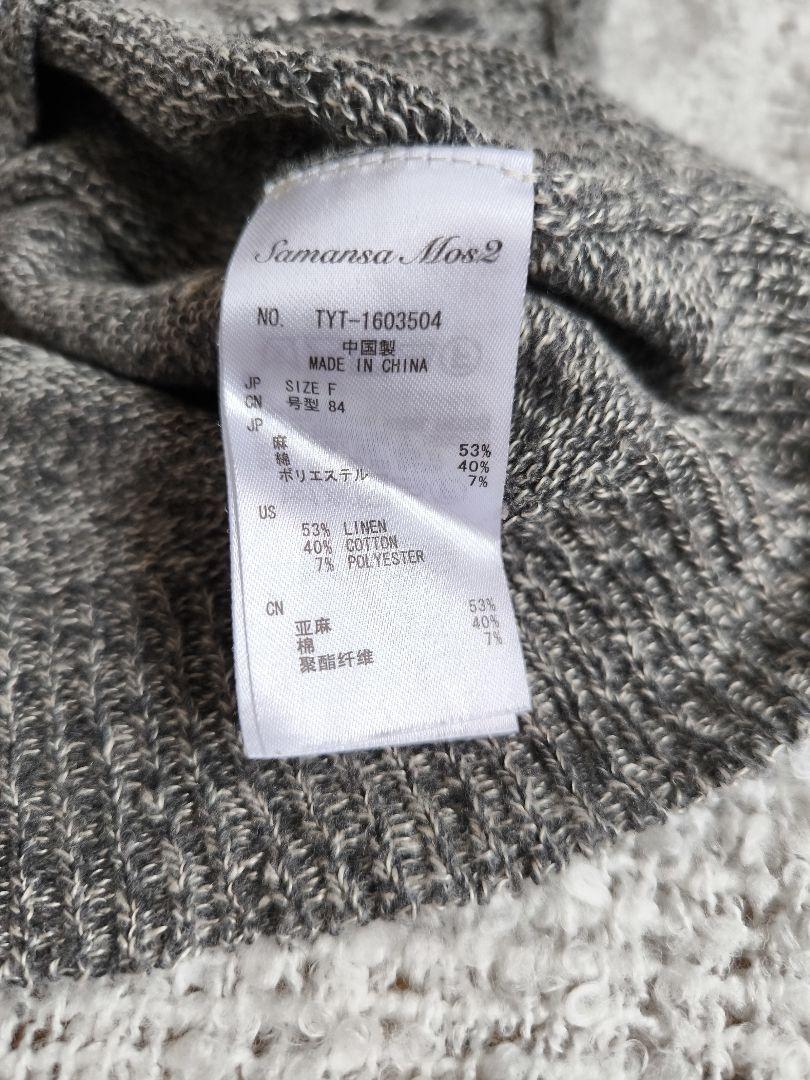 Samansa Mos2
NO. TYT-1603504
中国製
MADE IN CHINA
JP SIZE F
CN 号型 84
JP
麻 53%
綿 40%
ポリエステル 7%
US
53% LINEN
40% COTTON
7% POLYESTER
CN
亚麻 53%
棉 40%
聚酯纤维 7%